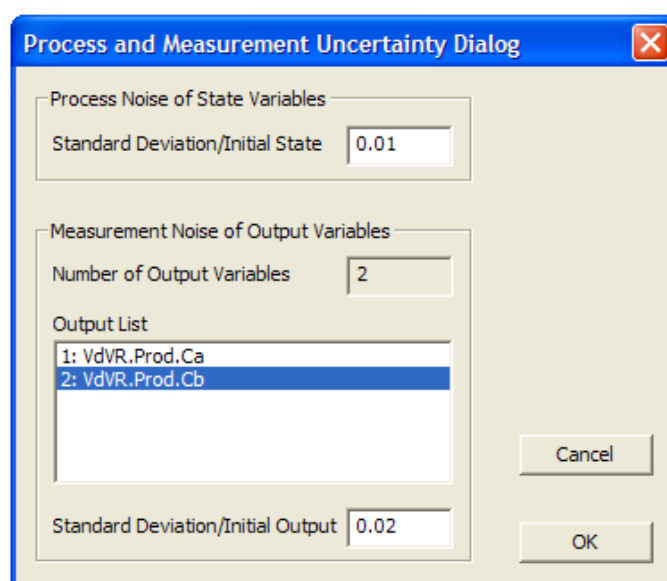 Process and Measurement Uncertainty Dialog
Process Noise of State Variables
Standard Deviation/Initial State 0.01
Measurement Noise of Output Variables
Number of Output Variables 2
Output List
1: VdVR.Prod.Ca
2: VdVR.Prod.Cb
Cancel
Standard Deviation/Initial Output 0.02
OK